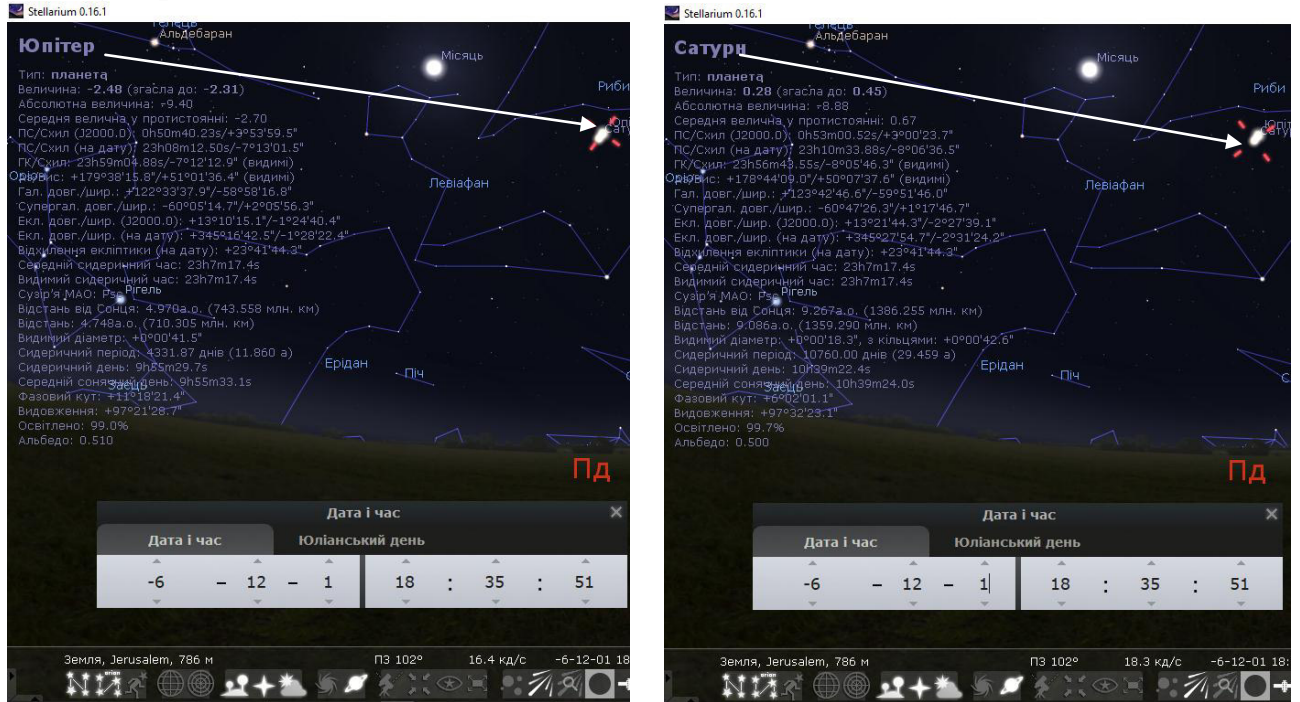 Stellarium 0.16.1
Альдебаран
Юпітер
Місяць
Тип: планета
Риби
Величина: -2.48 (згасла до: -2.31)
Абсолютна величина: -9.40
Середня велична у протистоянні: -2.70
ПС/Схил (J2000.0): 0h50m40.23s/+3°53'59.5"
ПС/Схил (на дату): 23h08m12.50s/-7°13'01.5"
ГК/Схил: 23h59m04.88s/-7°12'12.9" (видимі)
Аз/Вис: +179°38'15.8"/+51°01'36.4" (видимі)
Левіафан
Гал. довг./шир.: +122°33'37.9"/-58°58'16.8"
Супергал. довг./шир.: -60°05'14.7"/+2°05'56.3"
Екл. довг./шир. (J2000.0): +13°10'15.1"/-1°24'40.4"
Екл. довг./шир. (на дату): +345°16'42.5"/-1°28'22.4"
Відхилення екліптики (на дату): +23°41'44.3"
Середній сидеричний час: 23h7m17.4s
Видимий сидеричний час: 23h7m17.4s
Сузір'я МАО: Psc
Рігель
Відстань від Сонця: 4.970а.о. (743.558 млн. км)
Відстань: 4.748а.о. (710.305 млн. км)
Видимий діаметр: +0°00'41.5"
Сидеричний період: 4331.87 днів (11.860 a)
Ерідан
Піч
Сидеричний день: 9h55m29.7s
Середній сонячний день: 9h55m33.1s
Заєць
Фазовий кут: +11°18'21.4"
Видовження: +97°21'28.7"
Освітлено: 99.0%
Альбедо: 0.510
Пд
Дата і час ×
Дата і час Юліанський день
-6 – 12 – 1 18 : 35 : 51
Земля, Jerusalem, 786 м ПЗ 102° 16.4 кд/с -6-12-01 18
Stellarium 0.16.1
Альдебаран
Сатурн
Місяць
Тип: планета
Риби
Величина: 0.28 (згасла до: 0.45)
Абсолютна величина: -8.88
Середня велична у протистоянні: 0.67
ПС/Схил (J2000.0): 0h53m00.52s/+3°00'23.7"
ПС/Схил (на дату): 23h10m33.88s/-8°06'36.5"
ГК/Схил: 23h56m43.55s/-8°05'46.3" (видимі)
Аз/Вис: +178°44'09.0"/+50°07'37.6" (видимі)
Левіафан
Гал. довг./шир.: +123°42'46.6"/-59°51'46.0"
Супергал. довг./шир.: -60°47'26.3"/+1°17'46.7"
Екл. довг./шир. (J2000.0): +13°21'44.3"/-2°27'39.1"
Екл. довг./шир. (на дату): +345°27'54.7"/-2°31'24.2"
Відхилення екліптики (на дату): +23°41'44.3"
Середній сидеричний час: 23h7m17.4s
Видимий сидеричний час: 23h7m17.4s
Сузір'я МАО: Psc
Рігель
Відстань від Сонця: 9.267а.о. (1386.255 млн. км)
Відстань: 9.086а.о. (1359.290 млн. км)
Видимий діаметр: +0°00'18.3", з кільцями: +0°00'42.6"
Сидеричний період: 10760.00 днів (29.459 a)
Ерідан
Піч
Сидеричний день: 10h39m22.4s
Середній сонячний день: 10h39m24.0s
Заєць
Фазовий кут: +6°02'01.1"
Видовження: +97°32'23.1"
Освітлено: 99.7%
Альбедо: 0.500
Пд
Дата і час ×
Дата і час Юліанський день
-6 – 12 – 1 18 : 35 : 51
Земля, Jerusalem, 786 м ПЗ 102° 18.3 кд/с -6-12-01 18: